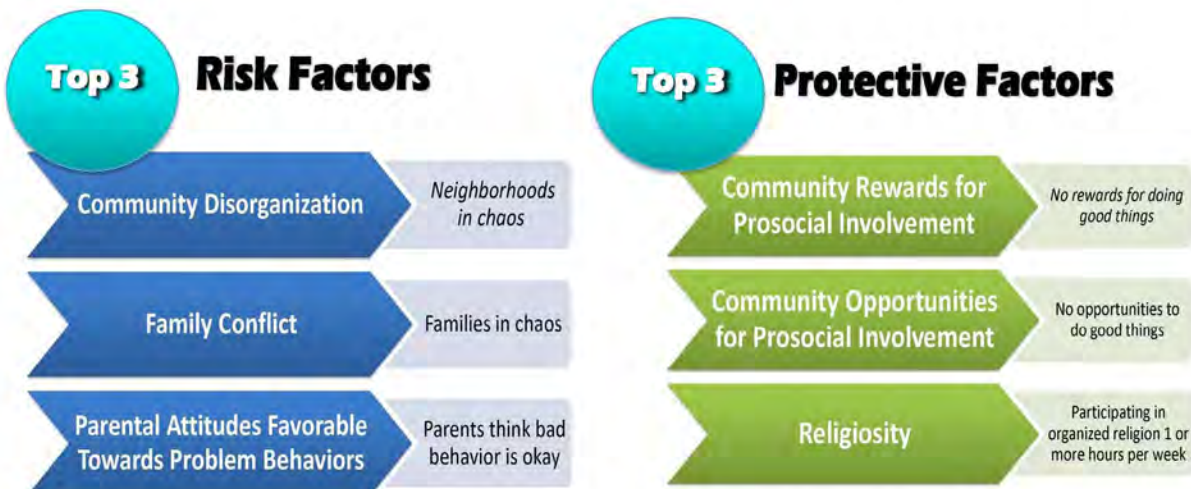 Top 3
Risk Factors
Community Disorganization
Neighborhoods
in chaos
Family Conflict
Families in chaos
Parental Attitudes Favorable
Towards Problem Behaviors
Parents think bad
behavior is okay
Top 3
Protective Factors
Community Rewards for
Prosocial Involvement
No rewards for doing
good things
Community Opportunities
for Prosocial Involvement
No opportunities to
do good things
Religiosity
Participating in
organized religion 1 or
more hours per week